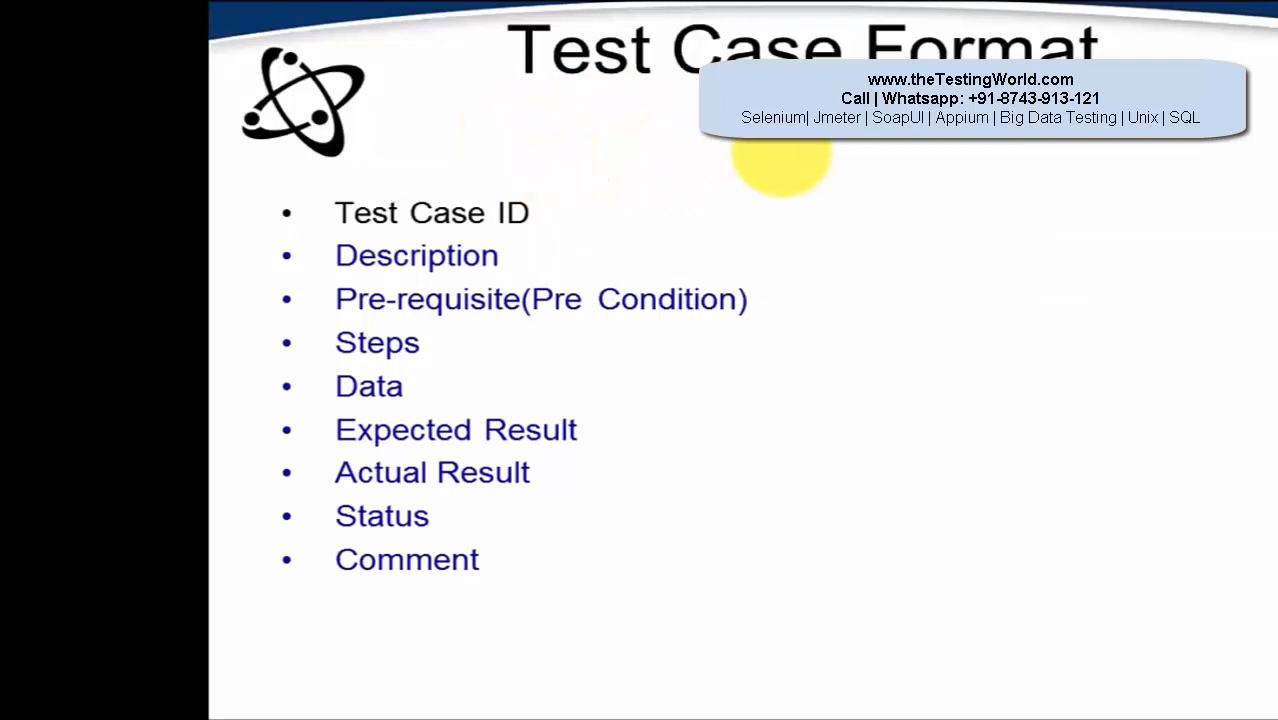 Test Case Format
www.theTestingWorld.com
Call | Whatsapp: +91-8743-913-121
Selenium| Jmeter | SoapUI | Appium | Big Data Testing | Unix | SQL
• Test Case ID
• Description
• Pre-requisite(Pre Condition)
• Steps
• Data
• Expected Result
• Actual Result
• Status
• Comment